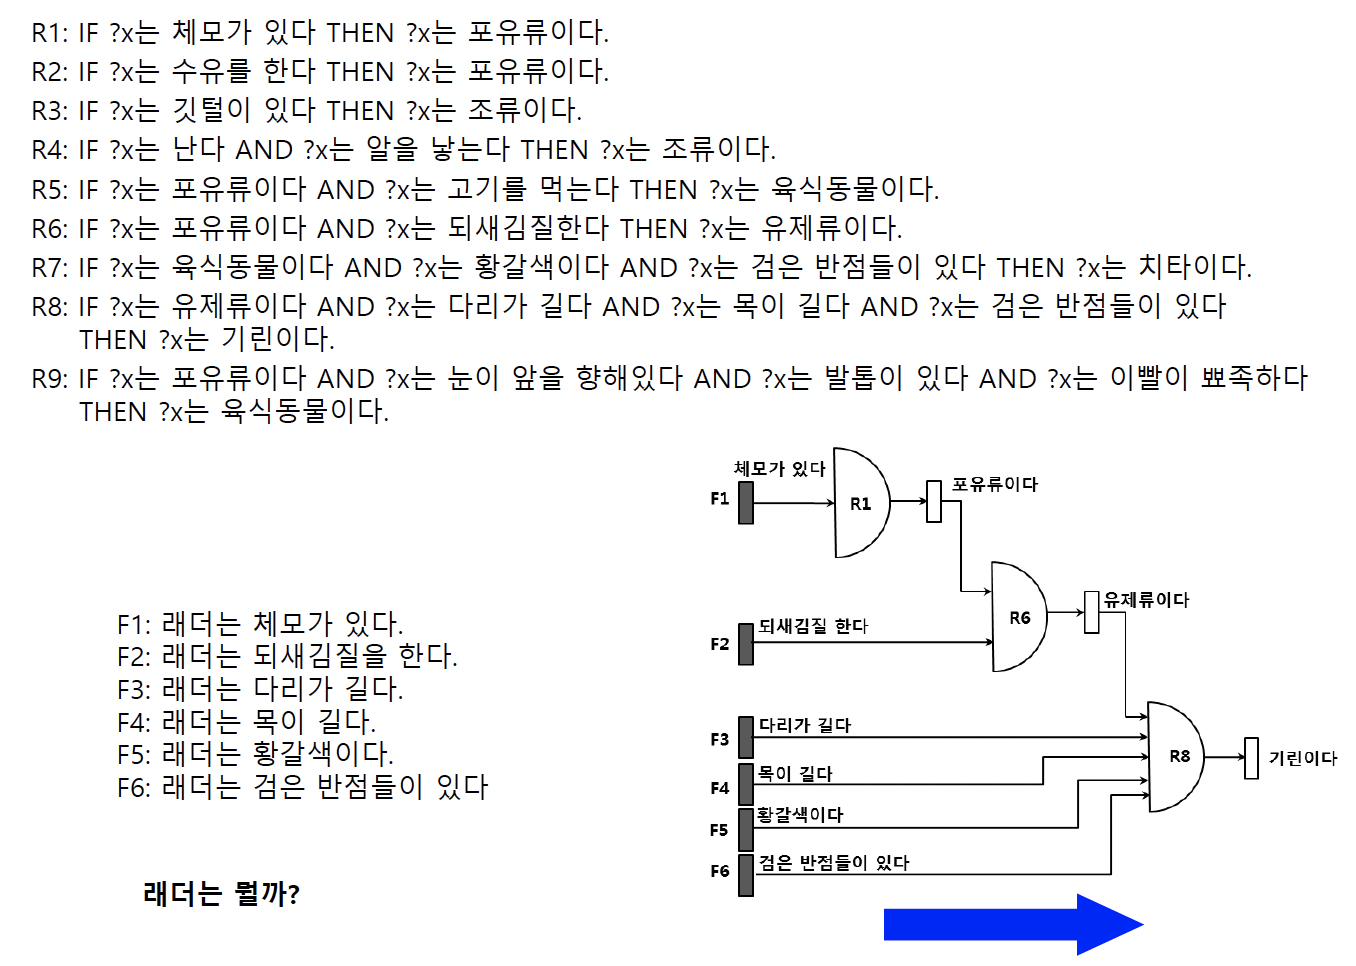 R1: IF ?x는 체모가 있다 THEN ?x는 포유류이다.
R2: IF ?x는 수유를 한다 THEN ?x는 포유류이다.
R3: IF ?x는 깃털이 있다 THEN ?x는 조류이다.
R4: IF ?x는 난다 AND ?x는 알을 낳는다 THEN ?x는 조류이다.
R5: IF ?x는 포유류이다 AND ?x는 고기를 먹는다 THEN ?x는 육식동물이다.
R6: IF ?x는 포유류이다 AND ?x는 되새김질한다 THEN ?x는 유제류이다.
R7: IF ?x는 육식동물이다 AND ?x는 황갈색이다 AND ?x는 검은 반점들이 있다 THEN ?x는 치타이다.
R8: IF ?x는 유제류이다 AND ?x는 다리가 길다 AND ?x는 목이 길다 AND ?x는 검은 반점들이 있다
THEN ?x는 기린이다.
R9: IF ?x는 포유류이다 AND ?x는 눈이 앞을 향해있다 AND ?x는 발톱이 있다 AND ?x는 이빨이 뾰족하다
THEN ?x는 육식동물이다.
F1: 래더는 체모가 있다.
F2: 래더는 되새김질을 한다.
F3: 래더는 다리가 길다.
F4: 래더는 목이 길다.
F5: 래더는 황갈색이다.
F6: 래더는 검은 반점들이 있다
래더는 뭘까?
체모가 있다
F1
R1
포유류이다
되새김질 한다
F2
R6
유제류이다
다리가 길다
F3
목이 길다
F4
황갈색이다
F5
검은 반점들이 있다
F6
R8
기린이다